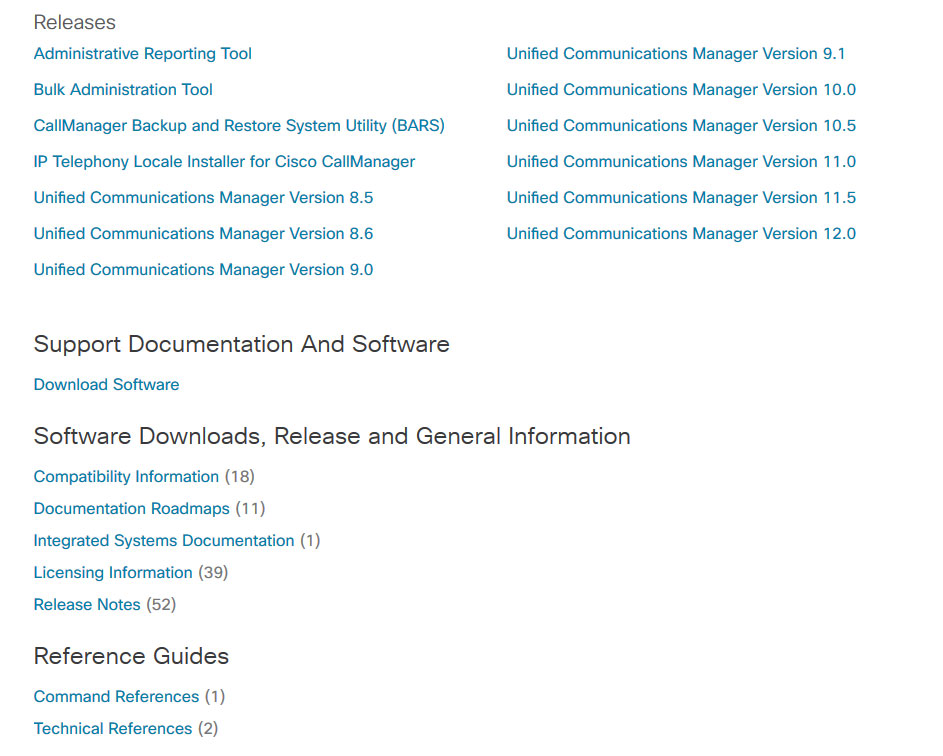 Releases
Administrative Reporting Tool
Bulk Administration Tool
CallManager Backup and Restore System Utility (BARS)
IP Telephony Locale Installer for Cisco CallManager
Unified Communications Manager Version 8.5
Unified Communications Manager Version 8.6
Unified Communications Manager Version 9.0
Unified Communications Manager Version 9.1
Unified Communications Manager Version 10.0
Unified Communications Manager Version 10.5
Unified Communications Manager Version 11.0
Unified Communications Manager Version 11.5
Unified Communications Manager Version 12.0
Support Documentation And Software
Download Software
Software Downloads, Release and General Information
Compatibility Information (18)
Documentation Roadmaps (11)
Integrated Systems Documentation (1)
Licensing Information (39)
Release Notes (52)
Reference Guides
Command References (1)
Technical References (2)